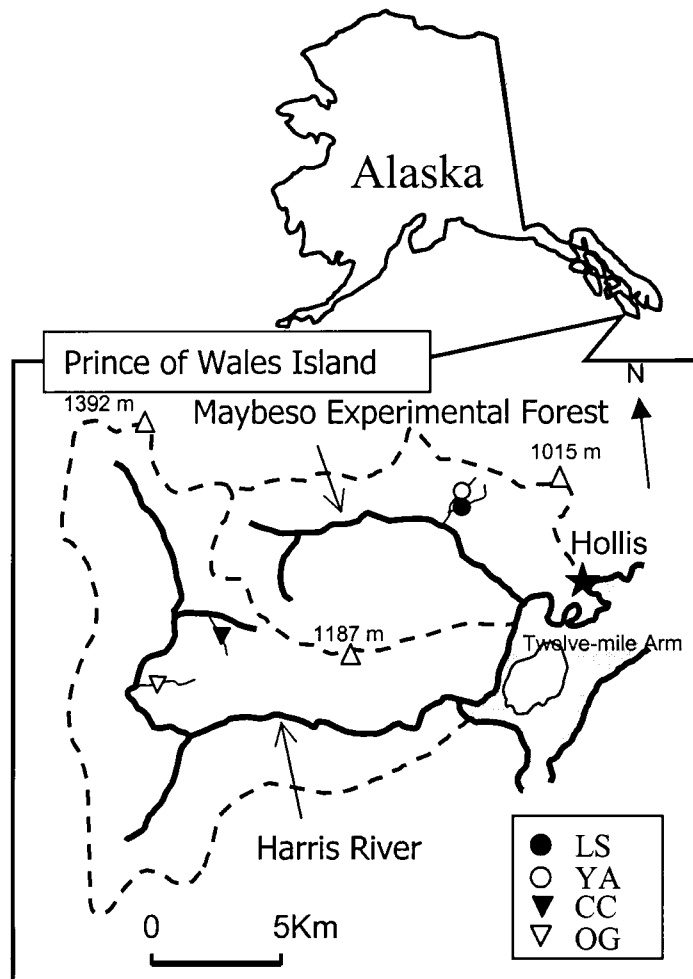 Alaska
Prince of Wales Island
N
1392 m
Maybeso Experimental Forest
1015 m
Hollis
1187 m
Twelve-mile Arm
Harris River
0 5Km
LS
YA
CC
OG